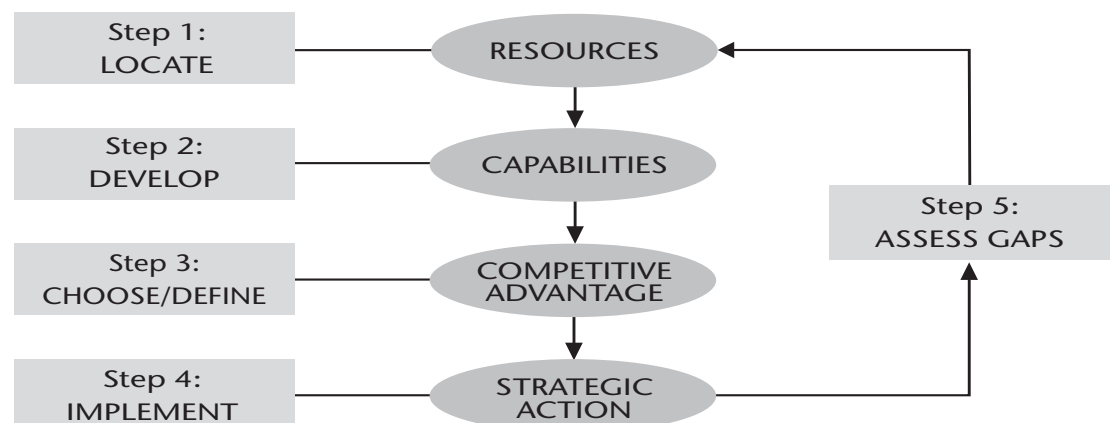 Step 1:
LOCATE
RESOURCES
Step 2:
DEVELOP
CAPABILITIES
Step 3:
CHOOSE/DEFINE
COMPETITIVE
ADVANTAGE
Step 4:
IMPLEMENT
STRATEGIC
ACTION
Step 5:
ASSESS GAPS